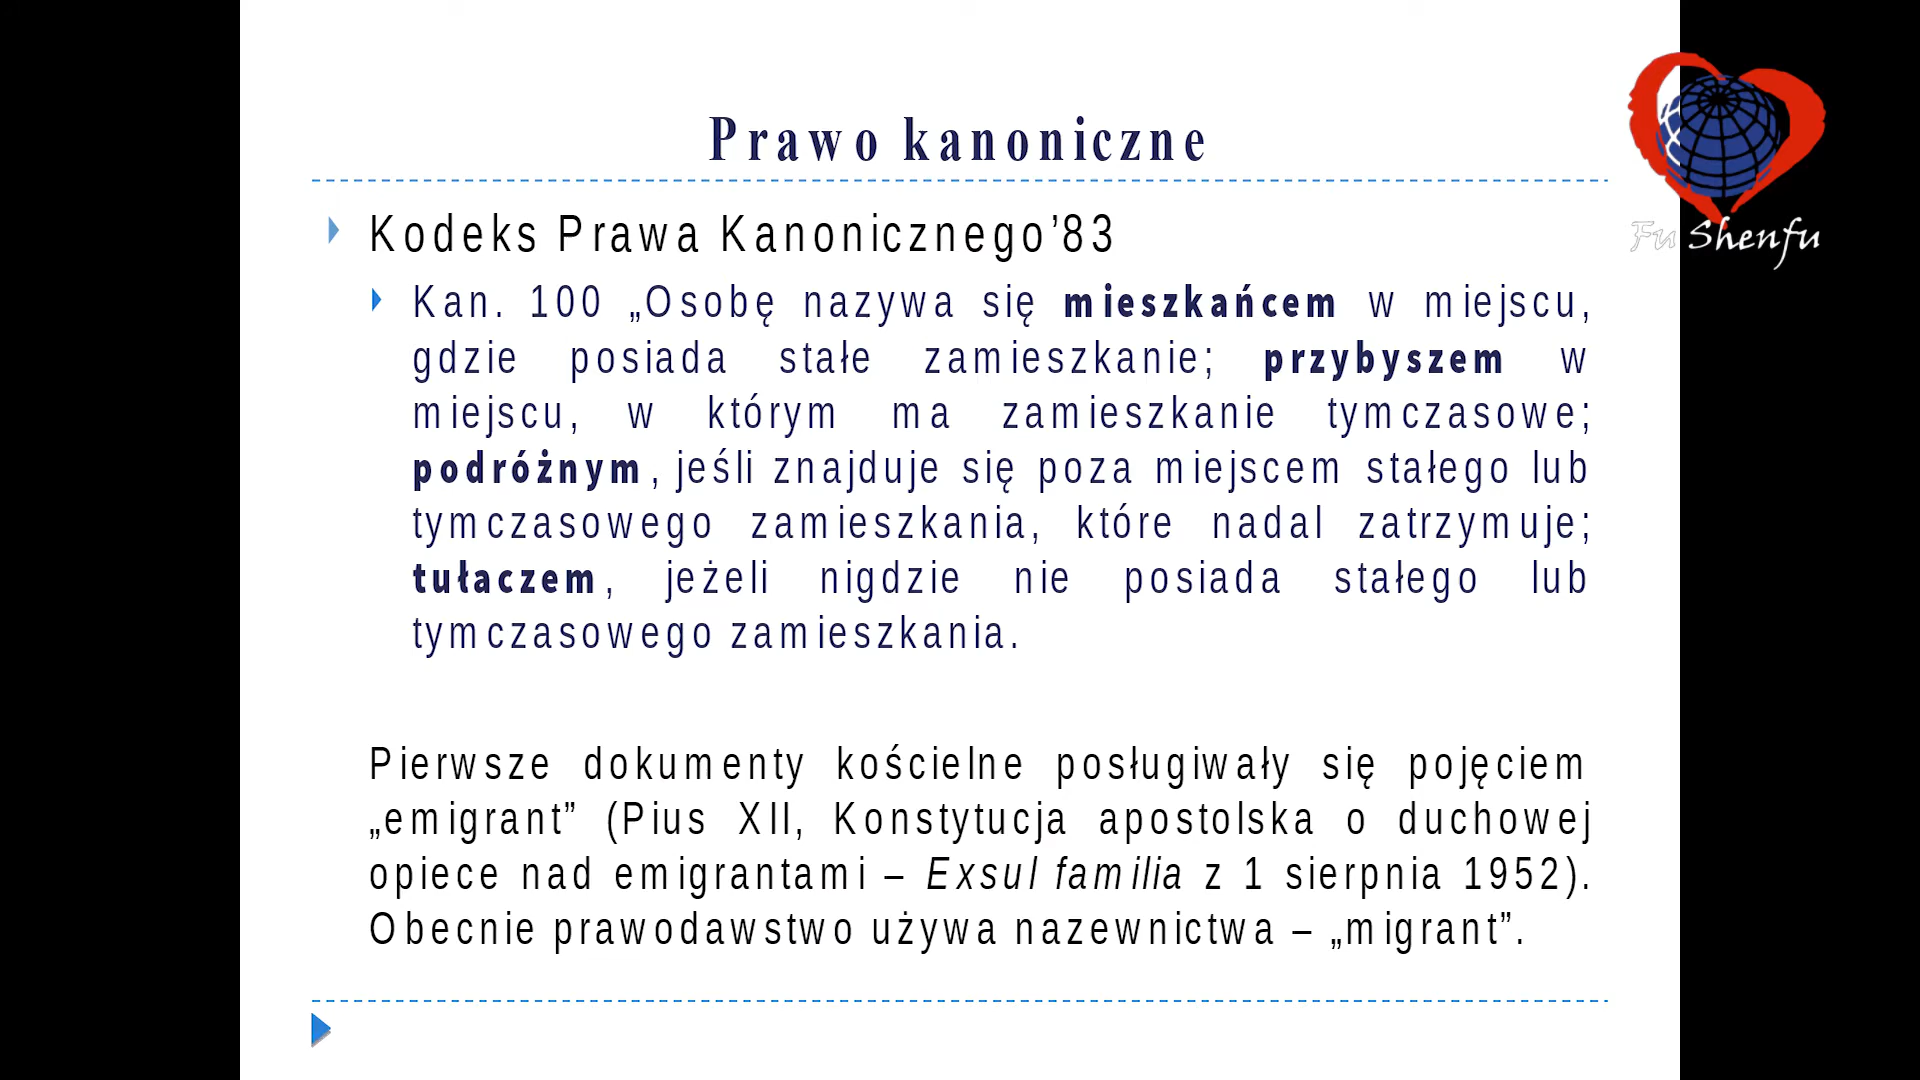 Prawo kanoniczne
Kodeks Prawa Kanonicznego’83
Kan. 100 „Osobę nazywa się mieszkańcem w miejscu,
gdzie posiada stałe zamieszkanie; przybyszem w
miejscu, w którym ma zamieszkanie tymczasowe;
podróżnym, jeśli znajduje się poza miejscem stałego lub
tymczasowego zamieszkania, które nadal zatrzymuje;
tułaczem, jeżeli nigdzie nie posiada stałego lub
tymczasowego zamieszkania.
Pierwsze dokumenty kościelne posługiwały się pojęciem
„emigrant” (Pius XII, Konstytucja apostolska o duchowej
opiece nad emigrantami – Exsul familia z 1 sierpnia 1952).
Obecnie prawodawstwo używa nazewnictwa – „migrant”.
Fu Shenfu